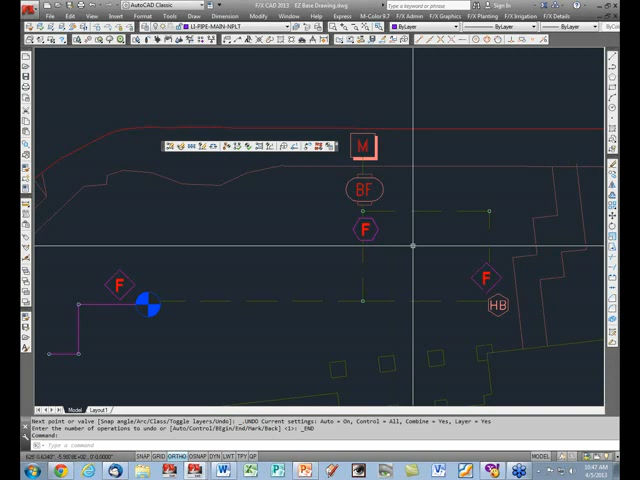 AutoCAD Classic
F/X CAD 2013 EZ Base Drawing.dwg
Type a keyword or phrase
Sign In
File Edit View Insert Format Tools Draw Dimension Modify Window Help Express M-Color 9.7 F/X Admin F/X Graphics F/X Planting F/X Irrigation F/X Details
LI-PIPE-MAIN-NPLT
ByLayer
ByLayer
ByLayer
M
BF
F
F
F
HB
Model Layout1
Next point or valve [Snap angle/Arc/Class/Toggle layers/Undo]: _.UNDO Current settings: Auto = On, Control = All, Combine = Yes, Layer = Yes
Enter the number of operations to undo or [Auto/Control/BEgin/End/Mark/Back] <1>: _END
Command:
Type a command
SNAP GRID ORTHO OSNAP DYN LWT TPY QP
MODEL
10:47 AM
4/5/2013